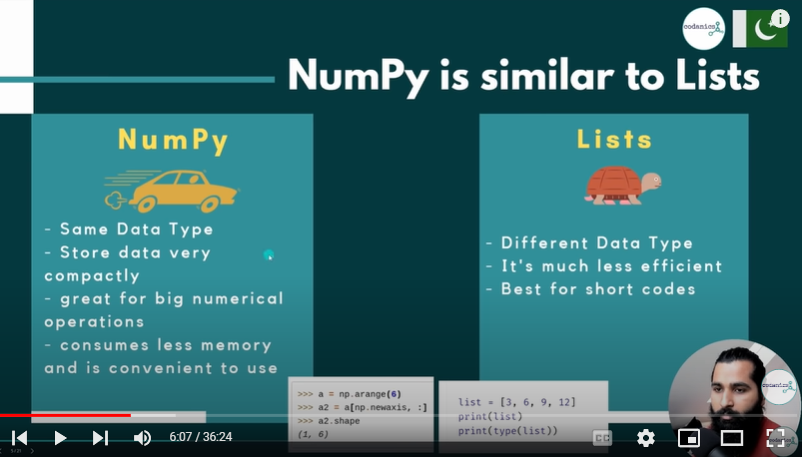 codanics
i
NumPy is similar to Lists
NumPy
- Same Data Type
- Store data very
compactly
- great for big numerical
operations
- consumes less memory
and is convenient to use
Lists
- Different Data Type
- It's much less efficient
- Best for short codes
>>> a = np.arange(6)
>>> a2 = a[np.newaxis, :]
>>> a2.shape
(1, 6)
list = [3, 6, 9, 12]
print(list)
print(type(list))
codanics
6:07 / 36:24
CC